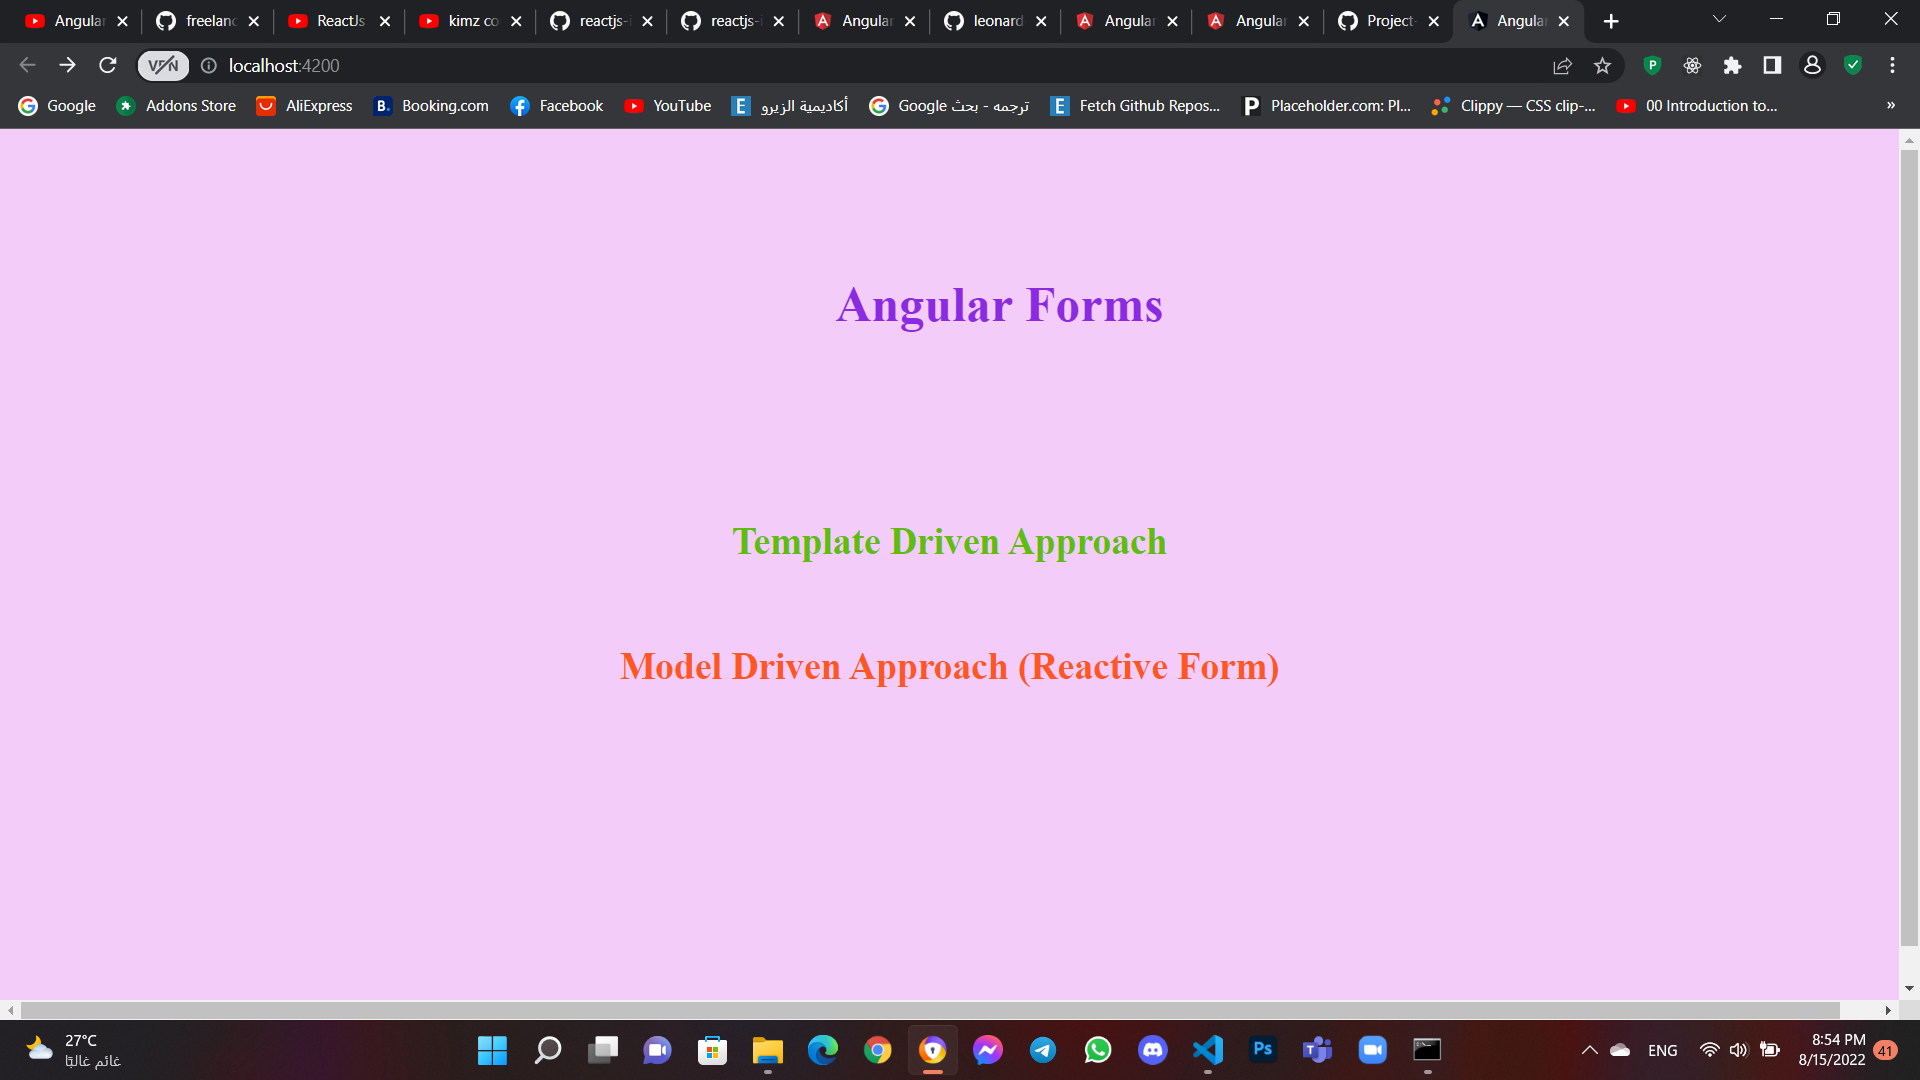 Angular
freelanc
ReactJs
kimz co
reactjs-i
reactjs-i
Angular
leonard
Angular
Angular
Project-
Angular
VPN
localhost:4200
P
Google
Addons Store
AliExpress
B. Booking.com
Facebook
YouTube
E أكاديمية الزيرو
ترجمه - بحث Google
E Fetch Github Repos...
P Placeholder.com: Pl...
Clippy — CSS clip-...
00 Introduction to...
»
Angular Forms
Template Driven Approach
Model Driven Approach (Reactive Form)
27°C
غائم غالبًا
Ps
ENG
8:54 PM
8/15/2022
41